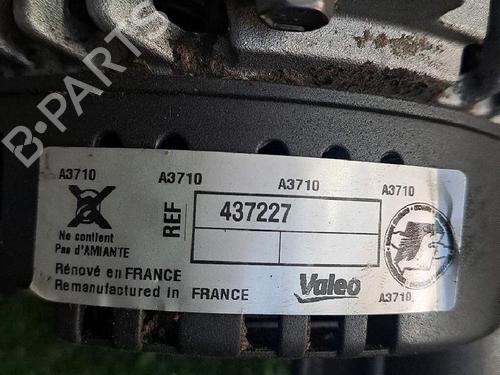 B-PARTS
A3710
A3710
A3710
A3710
REF
437227
Ne contient
Pas d'AMIANTE
Rénové en FRANCE
Remanufactured in FRANCE
Valeo
A3710